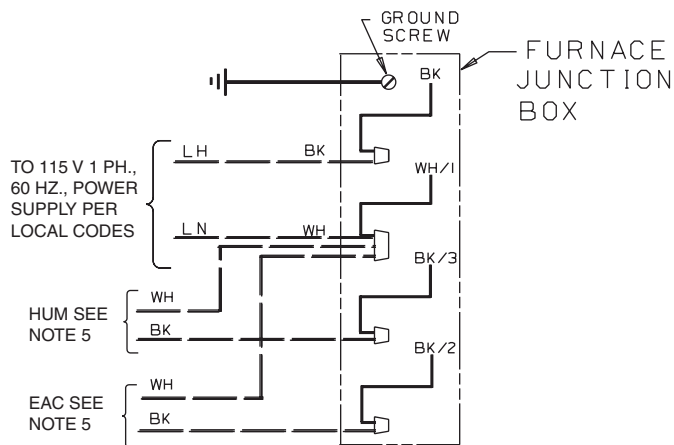 GROUND
SCREW
BK
FURNACE
JUNCTION
BOX
LH
BK
TO 115 V 1 PH.,
60 HZ., POWER
SUPPLY PER
LOCAL CODES
WH/1
LN
WH
BK/3
WH
HUM SEE
NOTE 5
BK
BK/2
WH
EAC SEE
NOTE 5
BK